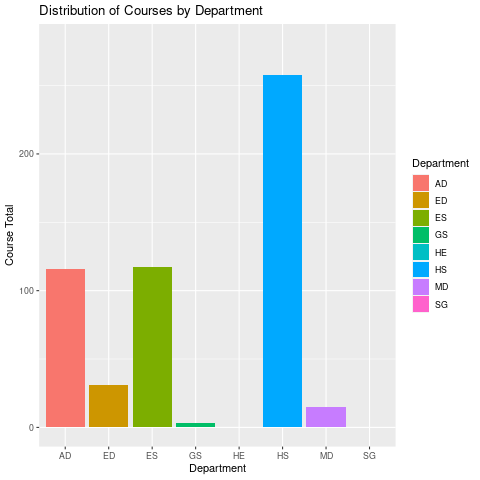 Distribution of Courses by Department
Course Total
200
100
0
AD ED ES GS HE HS MD SG
Department
Department
AD
ED
ES
GS
HE
HS
MD
SG